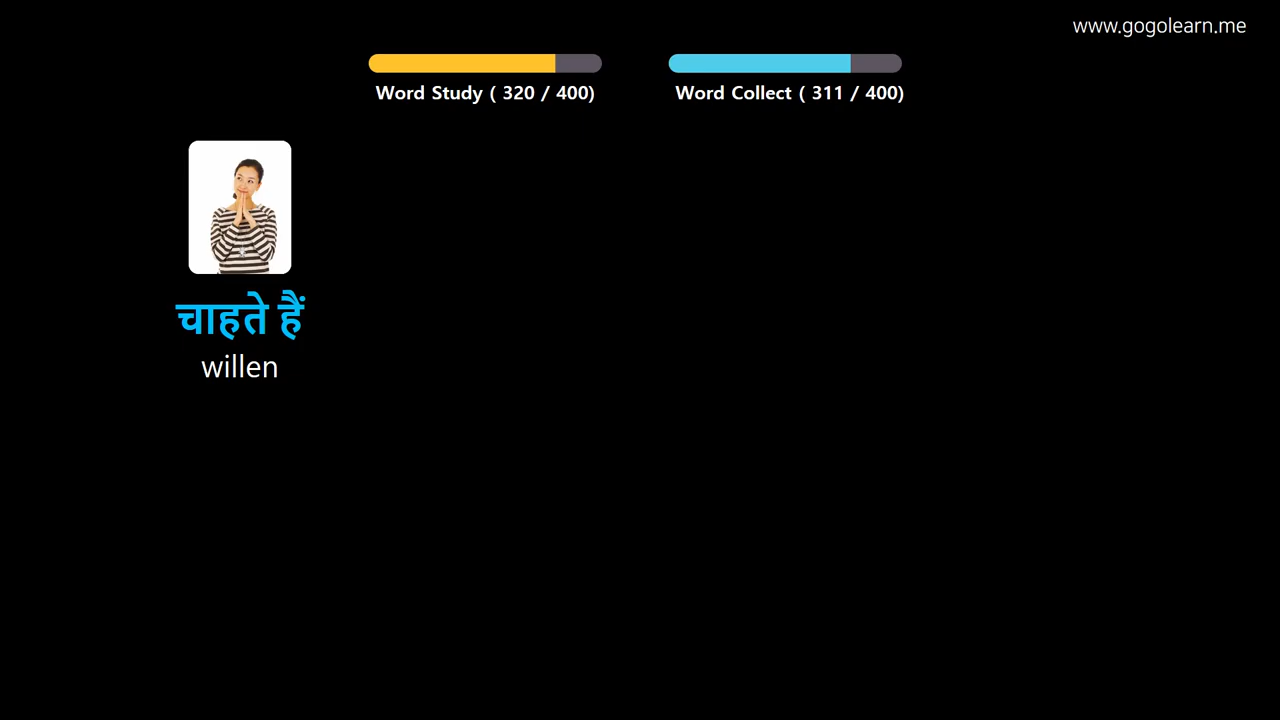 www.gogolearn.me
Word Study ( 320 / 400)
Word Collect ( 311 / 400)
चाहते हैं
willen